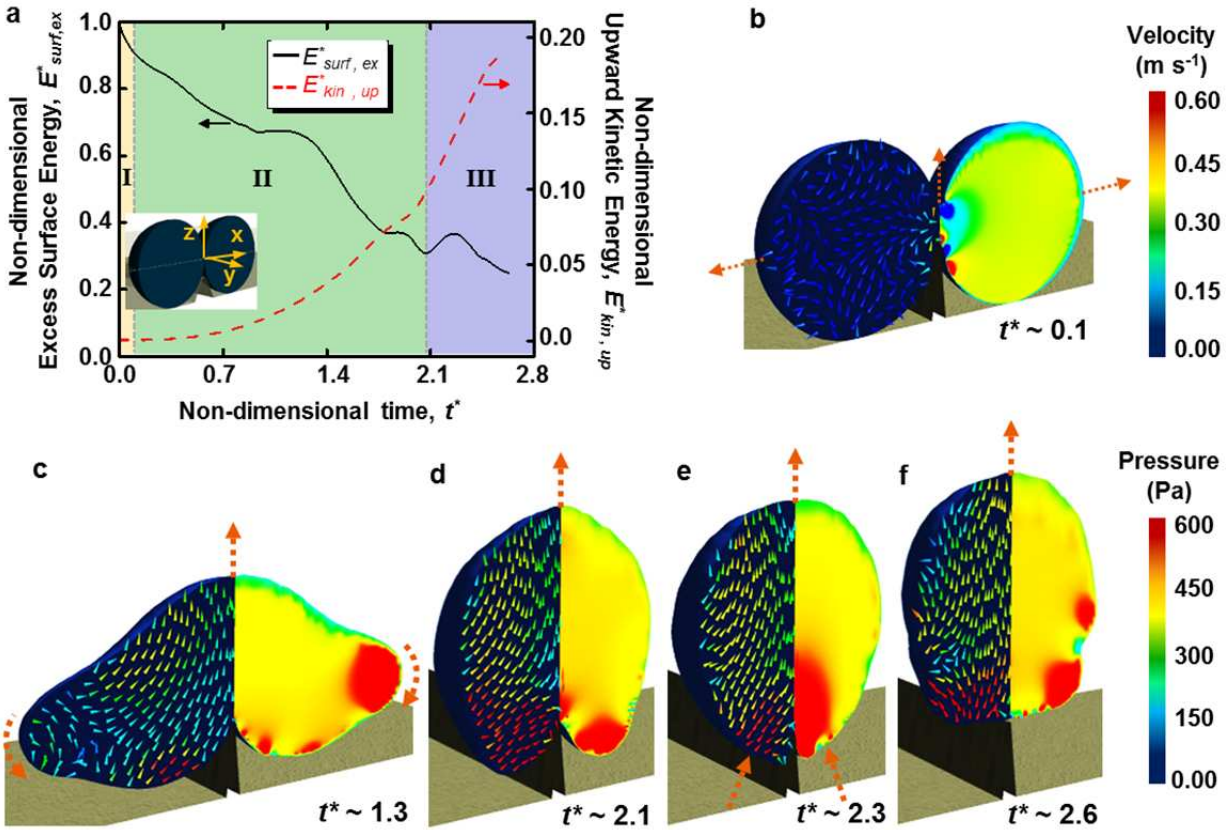 a
Non-dimensional
Excess Surface Energy, E*surf,ex
1.0
0.8
0.6
0.4
0.2
0.0
E*surf, ex
E*kin, up
I
II
III
z
x
y
0.20
0.15
0.10
0.05
0.0
Non-dimensional
Upward Kinetic Energy, E*kin, up
0.0 0.7 1.4 2.1 2.8
Non-dimensional time, t*
b
t* ~ 0.1
Velocity
(m s-1)
0.60
0.45
0.30
0.15
0.00
c
t* ~ 1.3
d
t* ~ 2.1
e
t* ~ 2.3
f
t* ~ 2.6
Pressure
(Pa)
600
450
300
150
0.00